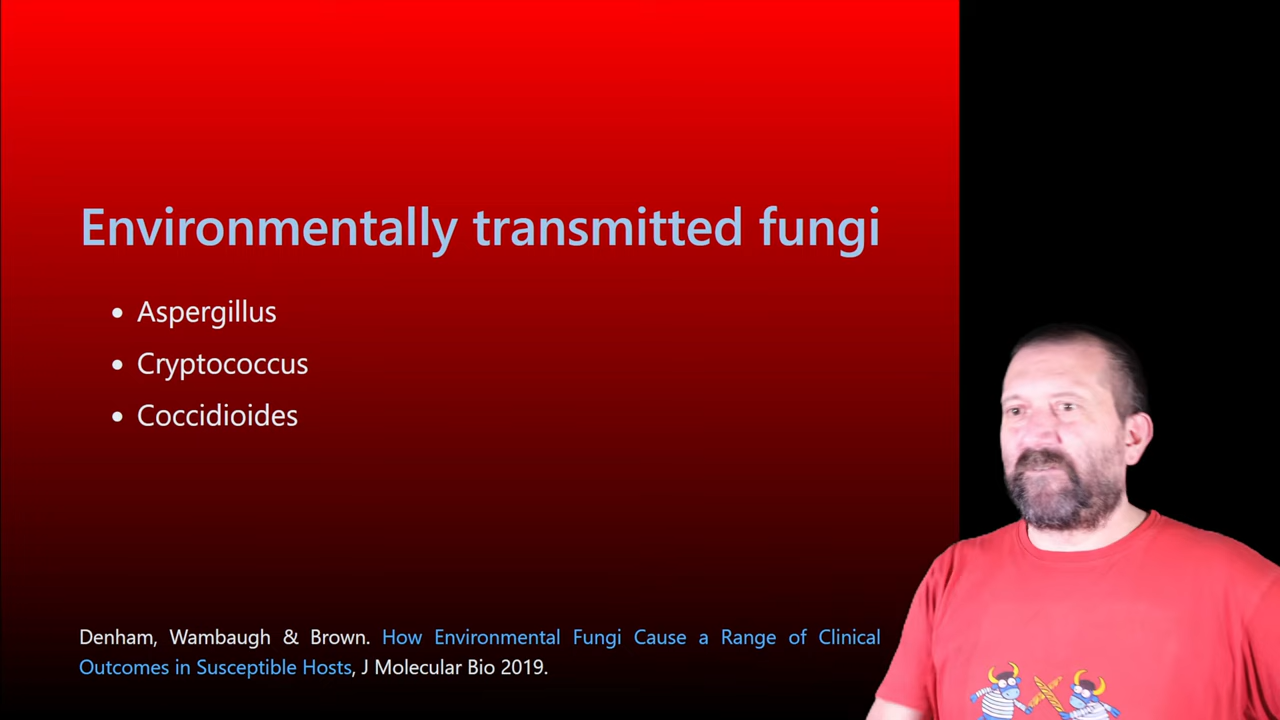 Environmentally transmitted fungi
• Aspergillus
• Cryptococcus
• Coccidioides
Denham, Wambaugh & Brown. How Environmental Fungi Cause a Range of Clinical
Outcomes in Susceptible Hosts, J Molecular Bio 2019.